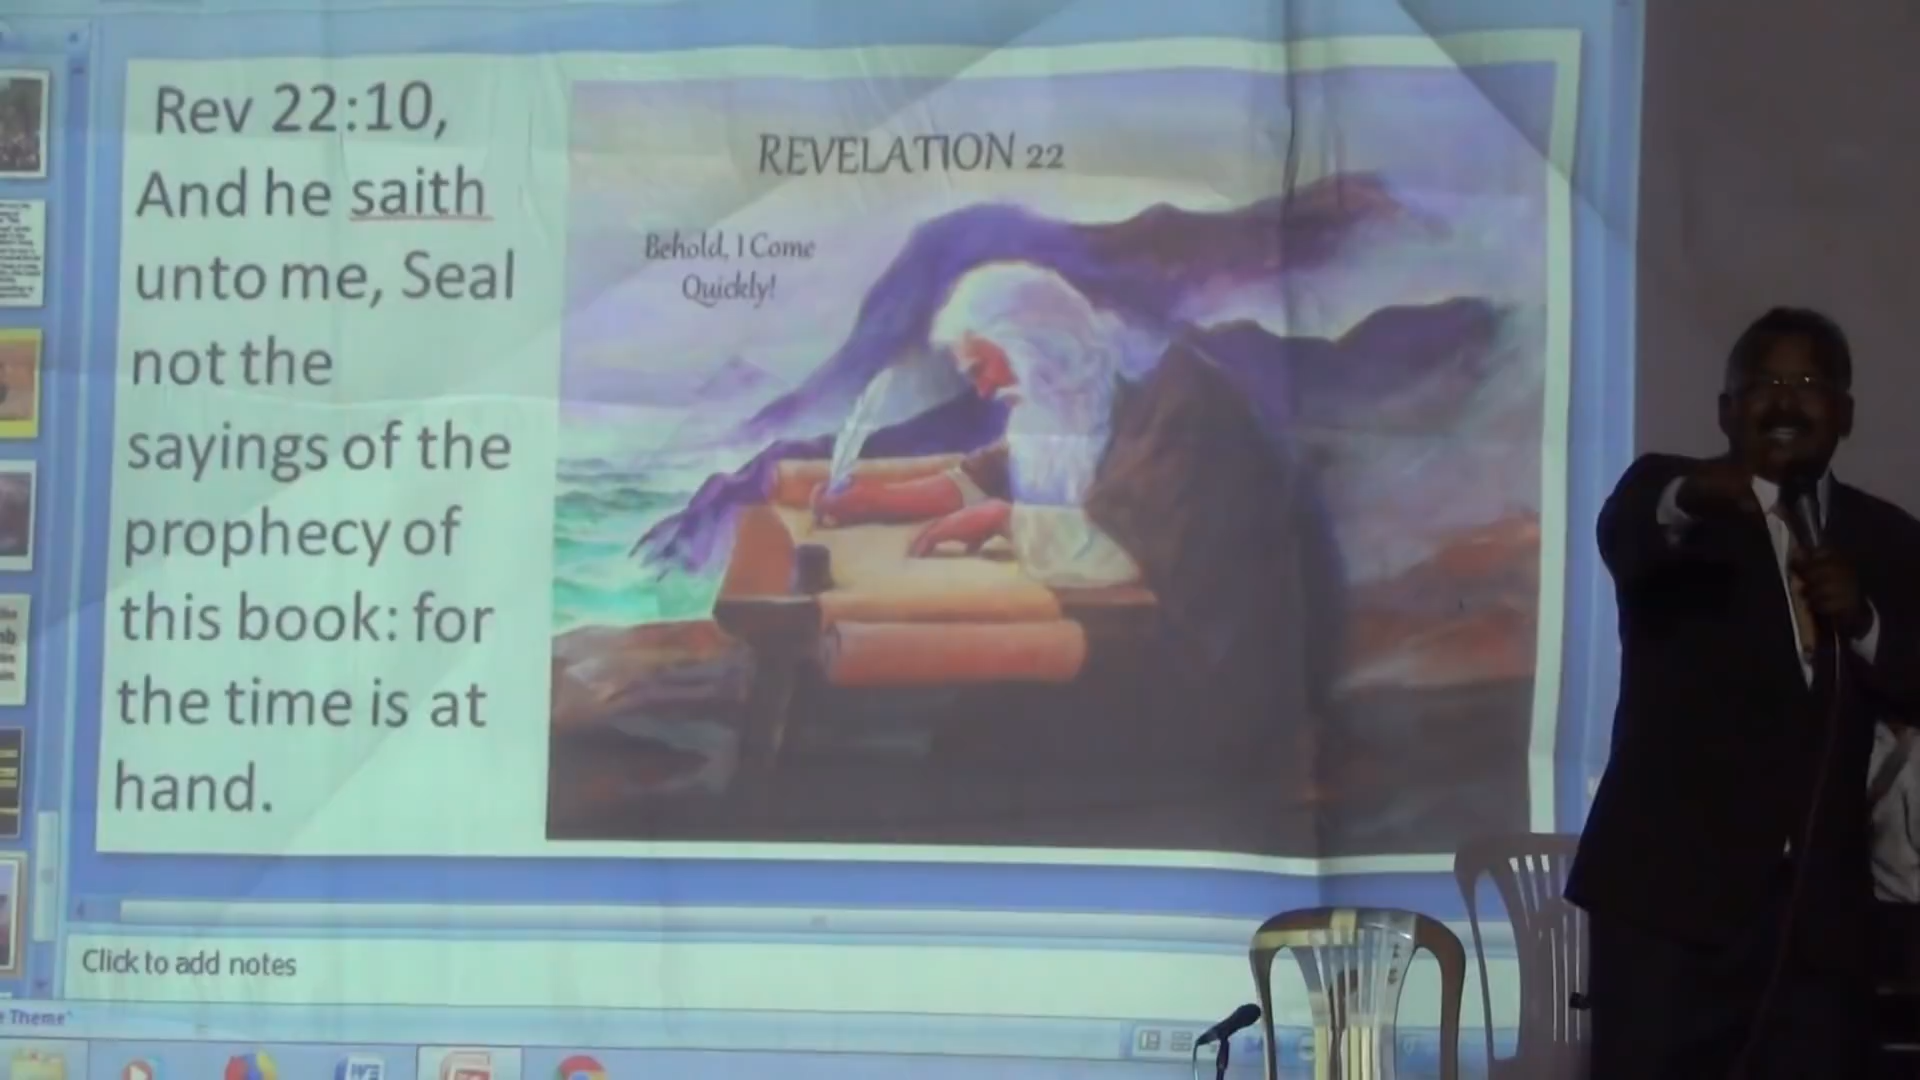 Rev 22:10,
And he saith
unto me, Seal
not the
sayings of the
prophecy of
this book: for
the time is at
hand.
REVELATION 22
Behold, I Come
Quickly!
Click to add notes
Theme"